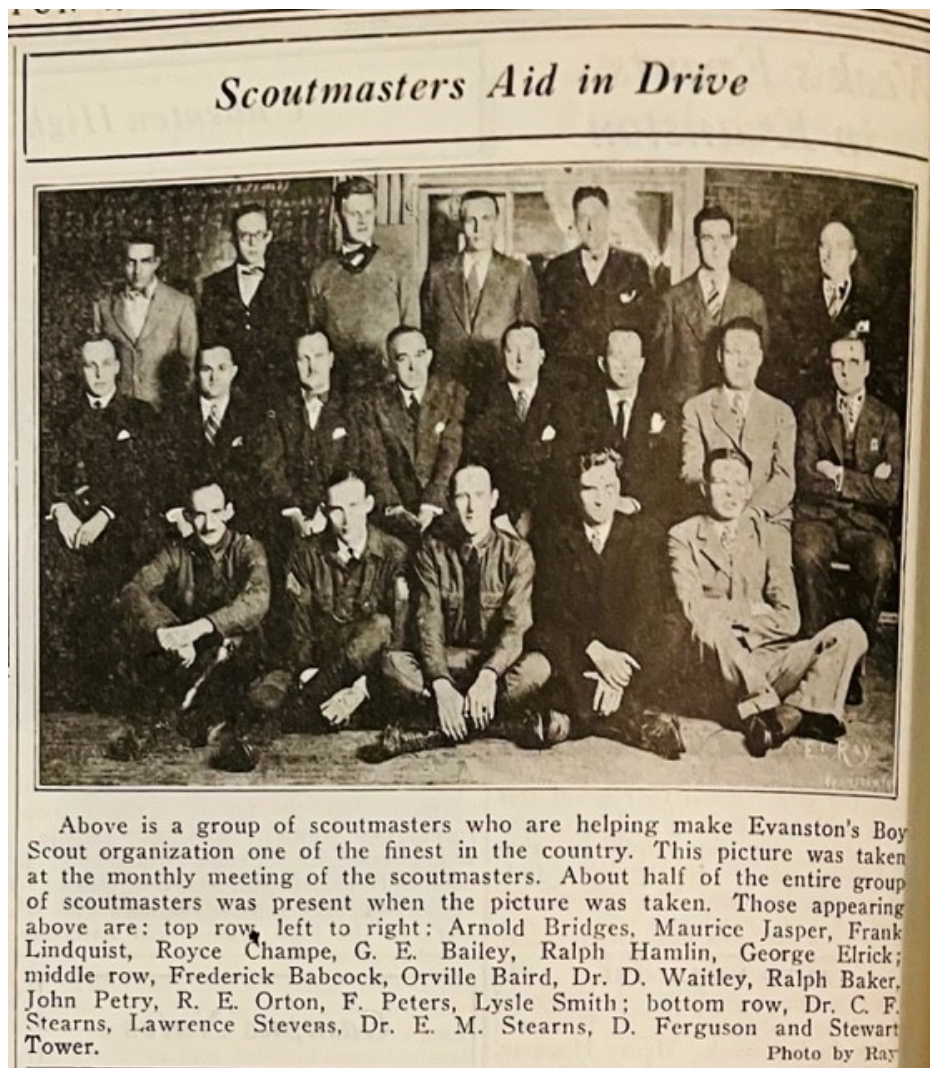 Scoutmasters Aid in Drive
Above is a group of scoutmasters who are helping make Evanston's Boy
Scout organization one of the finest in the country. This picture was taken
at the monthly meeting of the scoutmasters. About half of the entire group
of scoutmasters was present when the picture was taken. Those appearing
above are: top row, left to right: Arnold Bridges, Maurice Jasper, Frank
Lindquist, Royce Champe, G. E. Bailey, Ralph Hamlin, George Elrick;
middle row, Frederick Babcock, Orville Baird, Dr. D. Waitley, Ralph Baker,
John Petry, R. E. Orton, F. Peters, Lysle Smith; bottom row, Dr. C. F.
Stearns, Lawrence Stevens, Dr. E. M. Stearns, D. Ferguson and Stewart
Tower.
Photo by Ray